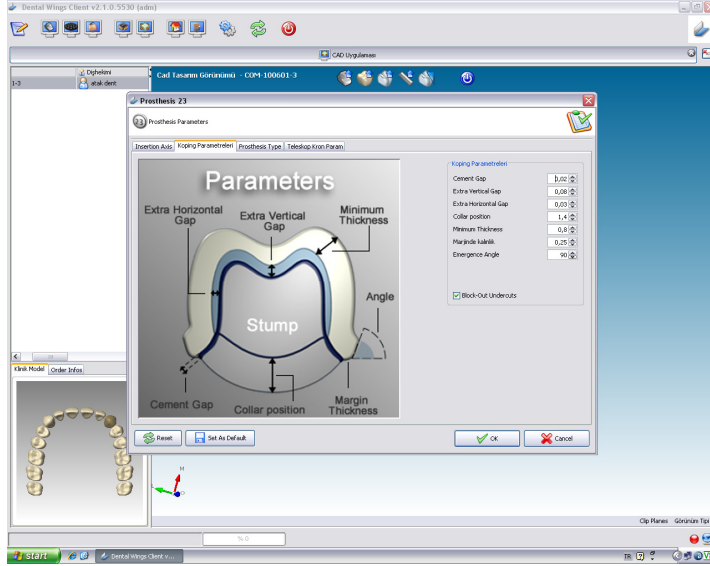 Dental Wings Client v2.1.0.5530 (adm)
CAD Uygulaması
Dişhekimi
1-3
atak dent
Cad Tasarım Görünümü - COM-100601-3
Prosthesis 23
23
Prosthesis Parameters
Insertion Axis
Koping Parametreleri
Prosthesis Type
Teleskop Kron Param
Parameters
Extra Horizontal
Gap
Extra Vertical
Gap
Minimum
Thickness
Angle
Stump
Cement Gap
Collar position
Margin
Thickness
Koping Parametreleri
Cement Gap 0,02
Extra Vertical Gap 0,08
Extra Horizontal Gap 0,03
Collar position 1,4
Minimum Thickness 0,8
Marjinde kalınlık 0,25
Emergence Angle 90
Block-Out Undercuts
Reset
Set As Default
OK
Cancel
Klinik Model
Order Infos
M
Clip Planes
Görünüm Tipi
% 0
start
Dental Wings Client v...
TR